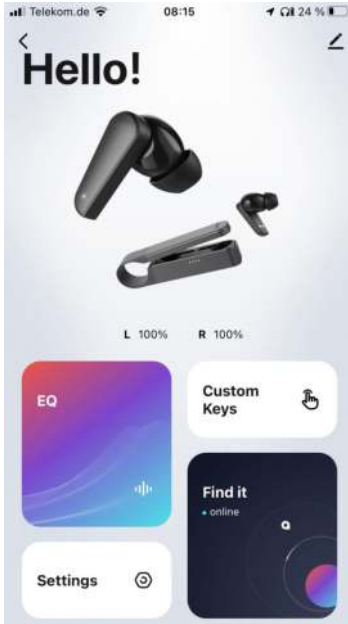 Telekom.de 08:15 24 %
Hello!
L 100% R 100%
EQ
Custom
Keys
Find it
online
Settings